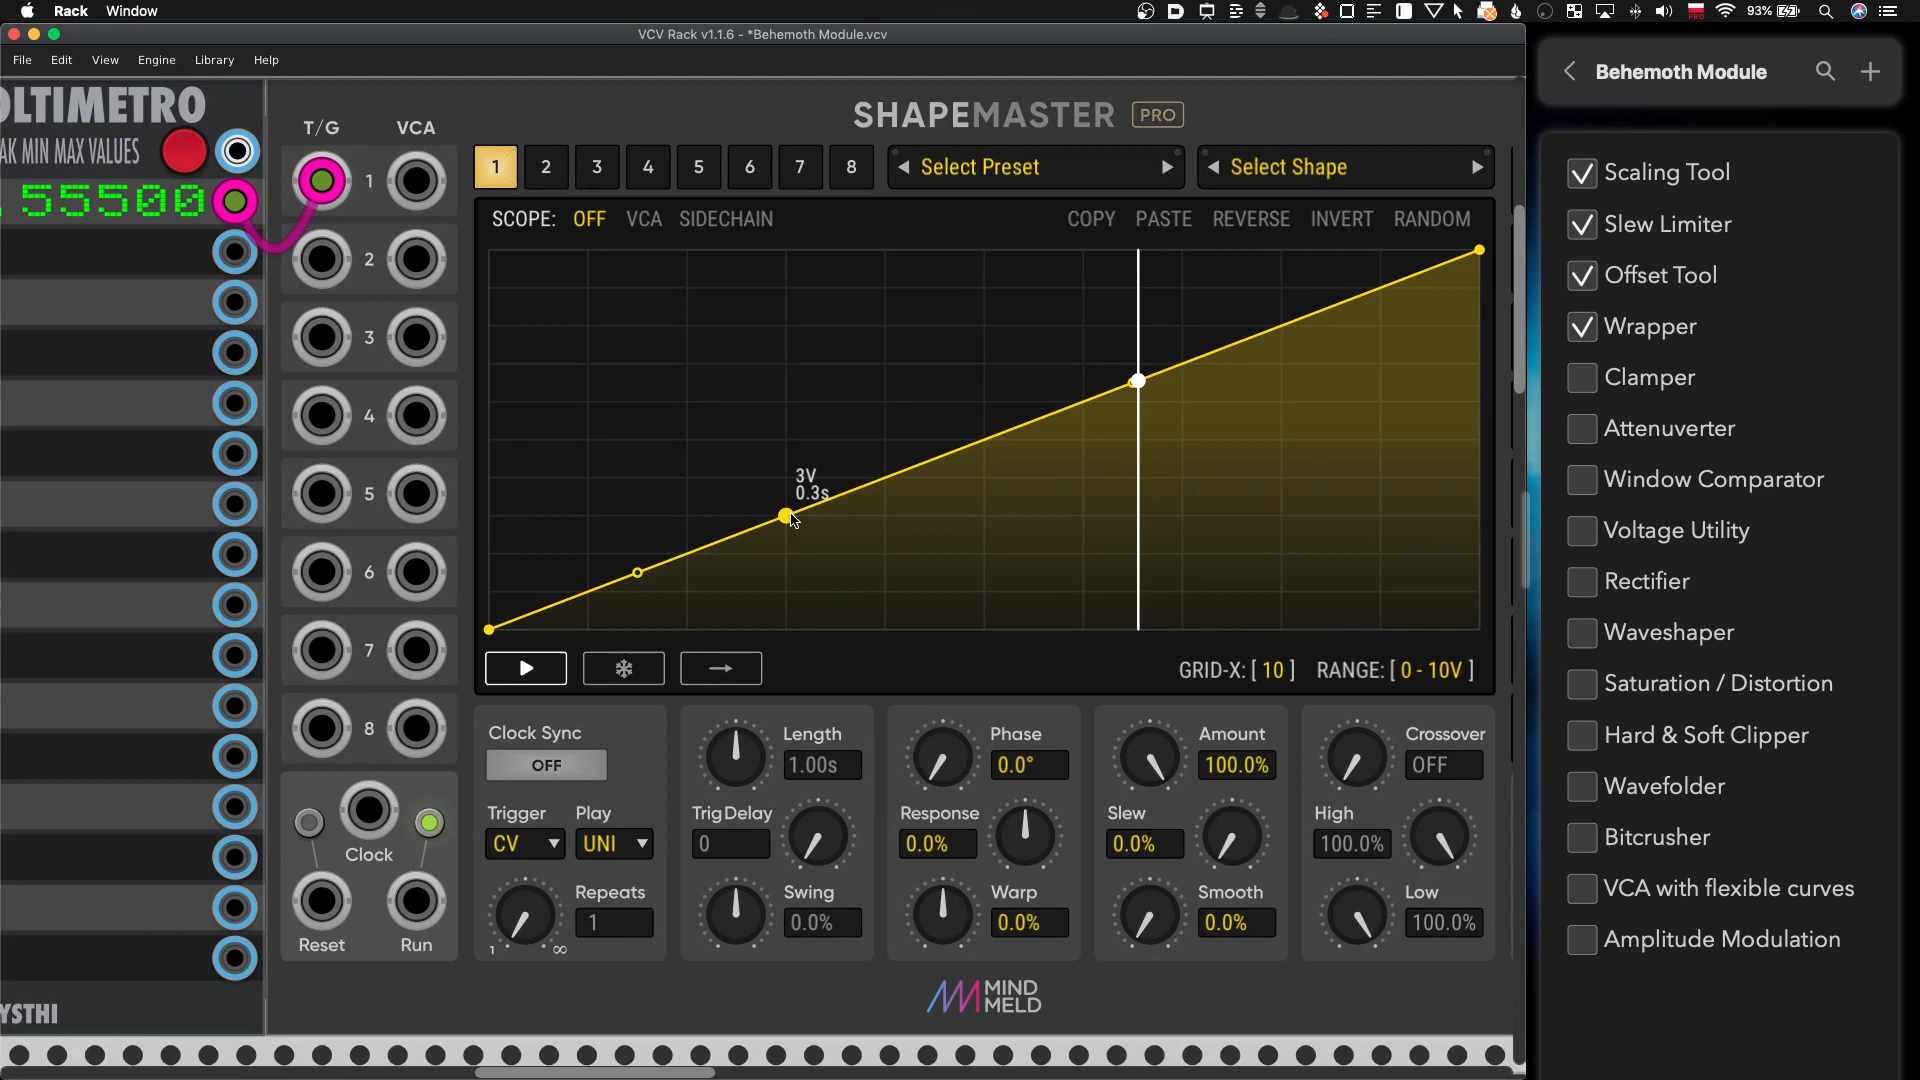 Rack Window
93%
VCV Rack v1.1.6 - *Behemoth Module.vcv
File Edit View Engine Library Help
OLTIMETRO
AK MIN MAX VALUES
55500
YSTHI
T/G VCA
1
2
3
4
5
6
7
8
Clock
Reset Run
SHAPEMASTER PRO
1 2 3 4 5 6 7 8 Select Preset Select Shape
SCOPE: OFF VCA SIDECHAIN COPY PASTE REVERSE INVERT RANDOM
3V
0.3s
GRID-X: [ 10 ] RANGE: [ 0 - 10V ]
Clock Sync
OFF
Trigger Play
CV UNI
Repeats
1
1 ∞
Length
1.00s
TrigDelay
0
Swing
0.0%
Phase
0.0°
Response
0.0%
Warp
0.0%
Amount
100.0%
Slew
0.0%
Smooth
0.0%
Crossover
OFF
High
100.0%
Low
100.0%
MIND
MELD
Behemoth Module
Scaling Tool
Slew Limiter
Offset Tool
Wrapper
Clamper
Attenuverter
Window Comparator
Voltage Utility
Rectifier
Waveshaper
Saturation / Distortion
Hard & Soft Clipper
Wavefolder
Bitcrusher
VCA with flexible curves
Amplitude Modulation